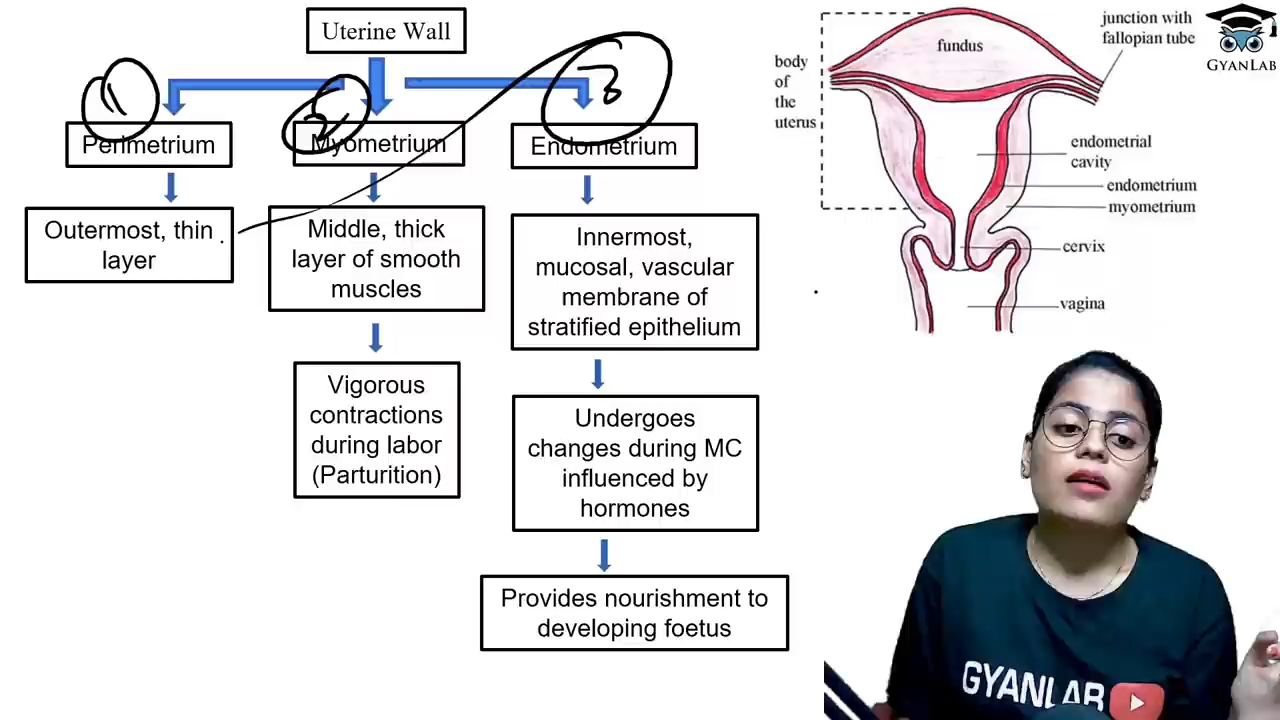 Uterine Wall
1
2
3
Perimetrium
Myometrium
Endometrium
Outermost, thin
layer
Middle, thick
layer of smooth
muscles
Innermost,
mucosal, vascular
membrane of
stratified epithelium
Vigorous
contractions
during labor
(Parturition)
Undergoes
changes during MC
influenced by
hormones
Provides nourishment to
developing foetus
body
of
the
uterus
fundus
junction with
fallopian tube
endometrial
cavity
endometrium
myometrium
cervix
vagina
GYANLAB
GYANLAB